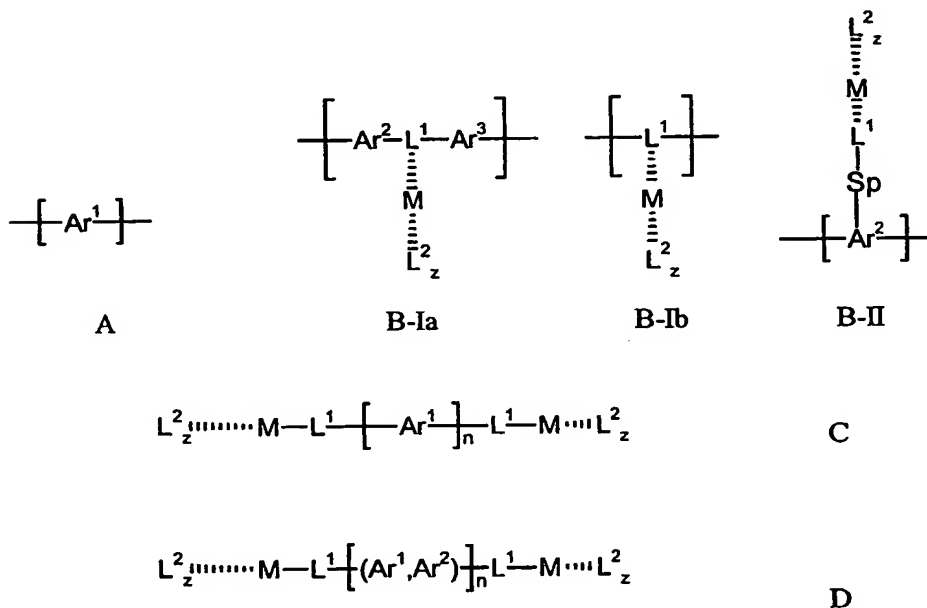 [Ar¹]
A
[Ar²—L¹—Ar³]
M
L²z
B-Ia
[L¹]
M
L²z
B-Ib
L²z
M
L¹
Sp
[Ar²]
B-II
L²z M—L¹—[Ar¹]n—L¹—M L²z
C
L²z M—L¹—[(Ar¹,Ar²)]n—L¹—M L²z
D